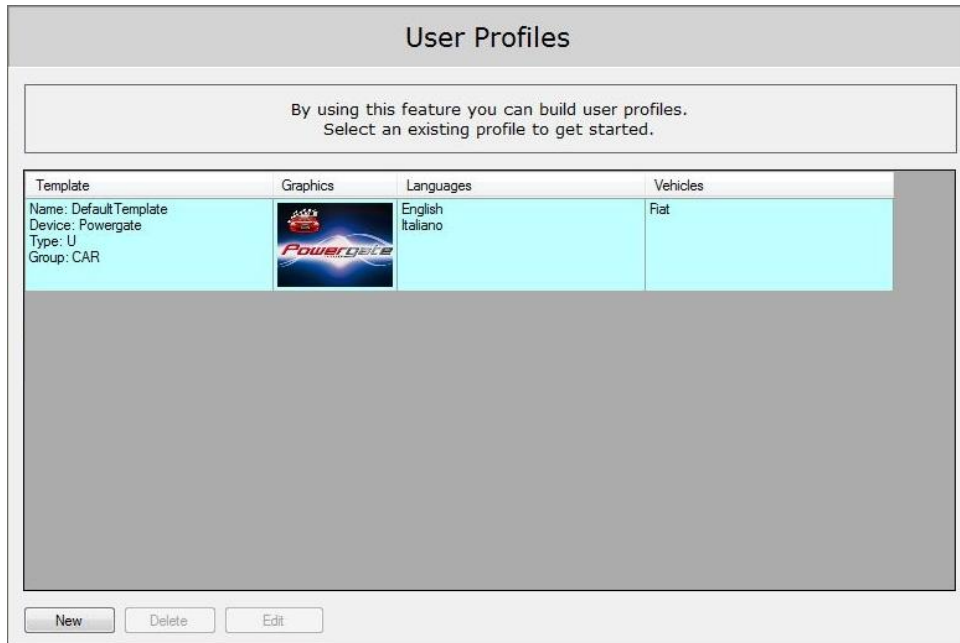 User Profiles
By using this feature you can build user profiles.
Select an existing profile to get started.
Template Graphics Languages Vehicles
Name: DefaultTemplate
Device: Powergate
Type: U
Group: CAR
Powergate
English
Italiano
Fiat
New Delete Edit